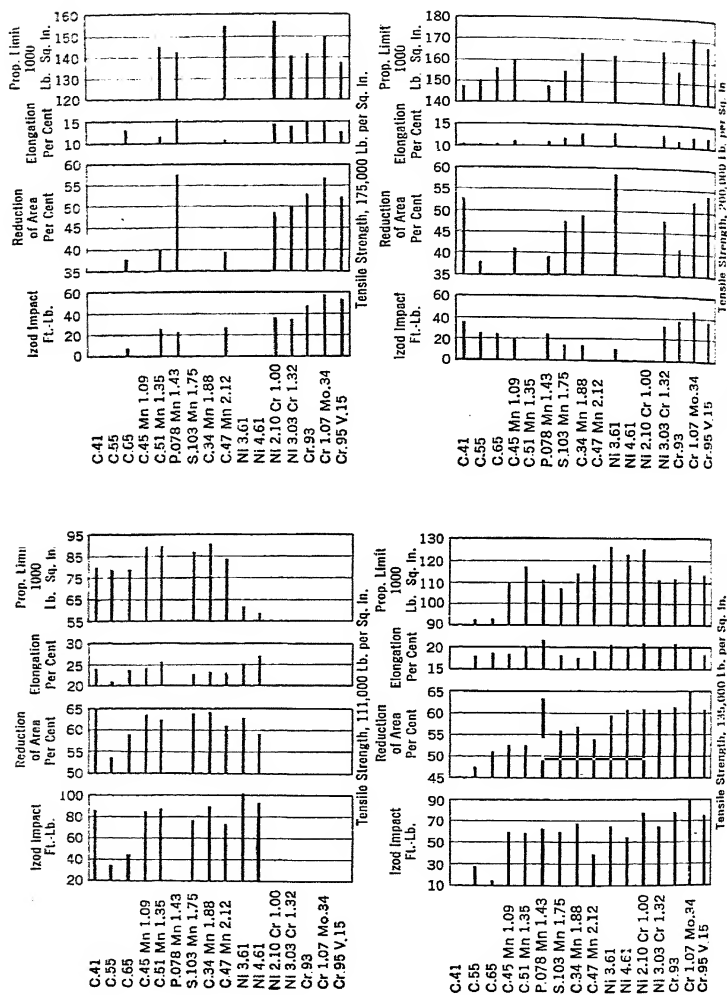 Prop. Limit
1000
Lb. Sq. In.
160
150
140
130
120
Elongation
Per Cent
15
10
Reduction
of Area
Per Cent
60
55
50
40
35
Izod Impact
Ft.-Lb.
60
40
20
0
Tensile Strength, 175,000 Lb. per Sq. In.
C.41
C.55
C.65
C.45 Mn 1.09
C.51 Mn 1.35
P.078 Mn 1.43
S.103 Mn 1.75
C.34 Mn 1.88
C.47 Mn 2.12
Ni 3.61
Ni 4.61
Ni 2.10 Cr 1.00
Ni 3.03 Cr 1.32
Cr.93
Cr 1.07 Mo.34
Cr.95 V.15
Prop. Limit
1000
Lb. Sq. In.
180
170
160
150
140
Elongation
Per Cent
15
10
Reduction
of Area
Per Cent
60
55
50
45
40
35
Izod Impact
Ft.-Lb.
60
40
20
0
Tensile Strength, 200,000 Lb. per Sq. In
C.41
C.55
C.65
C.45 Mn 1.09
C.51 Mn 1.35
P.078 Mn 1.43
S.103 Mn 1.75
C.34 Mn 1.88
C.47 Mn 2.12
Ni 3.61
Ni 4.61
Ni 2.10 Cr 1.00
Ni 3.03 Cr 1.32
Cr.93
Cr 1.07 Mo.34
Cr.95 V.15
Prop. Limit
1000
Lb. Sq. In.
95
85
75
65
55
Elongation
Per Cent
30
25
20
Reduction
of Area
Per Cent
65
60
55
50
Izod Impact
Ft.-Lb.
100
80
60
40
20
Tensile Strength, 111,000 Lb. per Sq. In.
C.41
C.55
C.65
C.45 Mn 1.09
C.51 Mn 1.35
P.078 Mn 1.43
S.103 Mn 1.75
C.34 Mn 1.88
C.47 Mn 2.12
Ni 3.61
Ni 4.61
Ni 2.10 Cr 1.00
Ni 3.03 Cr 1.32
Cr.93
Cr 1.07 Mo.34
Cr.95 V.15
Prop. Limit
1000
Lb. Sq. In.
130
120
110
100
90
Elongation
Per Cent
20
15
Reduction
of Area
Per Cent
65
60
55
50
45
Izod Impact
Ft.-Lb.
90
70
50
30
10
Tensile Strength, 135,000 Lb. per Sq. In.
C.41
C.55
C.65
C.45 Mn 1.09
C.51 Mn 1.35
P.078 Mn 1.43
S.103 Mn 1.75
C.34 Mn 1.88
C.47 Mn 2.12
Ni 3.61
Ni 4.61
Ni 2.10 Cr 1.00
Ni 3.03 Cr 1.32
Cr.93
Cr 1.07 Mo.34
Cr.95 V.15